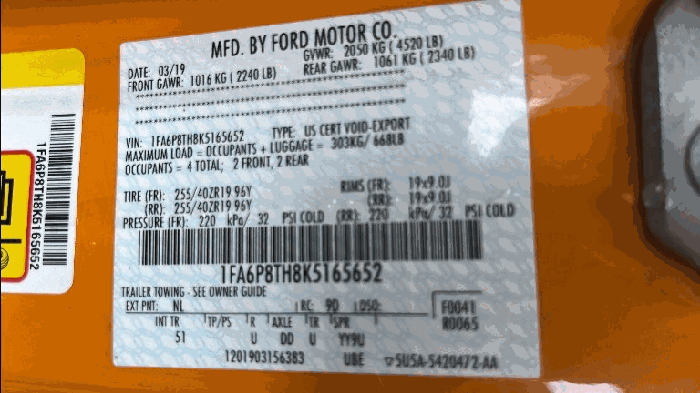 MFD. BY FORD MOTOR CO.
DATE: 03/19 GVWR: 2050 KG (4520 LB)
FRONT GAWR: 1016 KG (2240 LB) REAR GAWR: 1061 KG (2340 LB)
VIN: 1FA6P8TH8K5165652 TYPE: US CERT VOID-EXPORT
MAXIMUM LOAD = OCCUPANTS + LUGGAGE = 303KG/ 668LB
OCCUPANTS = 4 TOTAL; 2 FRONT, 2 REAR
TIRE (FR): 255/40ZR19 96Y RIMS (FR): 19x9.0J
(RR): 255/40ZR19 96Y (RR): 19x9.0J
PRESSURE (FR): 220 kPa/ 32 PSI COLD (RR): 220 kPa/ 32 PSI COLD
1FA6P8TH8K5165652
TRAILER TOWING - SEE OWNER GUIDE
EXT PNT: NL RC: 90 DSO: F0041
INT TR TP/PS R AXLE TR SPR R0065
51 U DD U YY9U
1201903156383 UBE 5U5A-5420472-AA
1FA6P8TH8K5165652